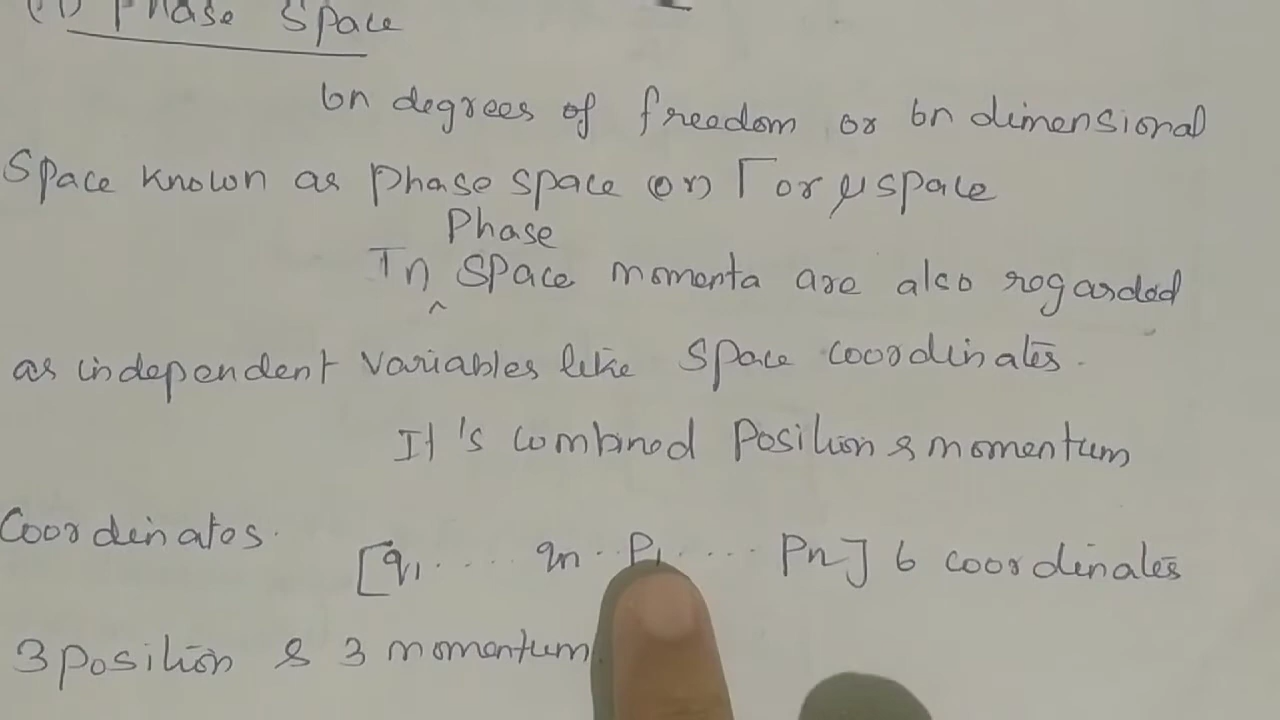 (1) Phase Space
6n degrees of freedom or 6n dimensional
Space known as Phase space (or) Γ or μ space
Phase
In ^ Space momenta are also regarded
as independent variables like Space coordinates.
It's combined Position & momentum
Coordinates.
[q₁ .... qn .. P₁ .... Pn] 6 coordinates
3 position & 3 momentum